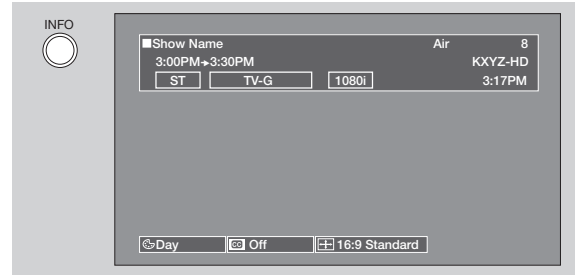 INFO
■Show Name Air 8
3:00PM→3:30PM KXYZ-HD
ST TV-G 1080i 3:17PM
Day CC Off 16:9 Standard